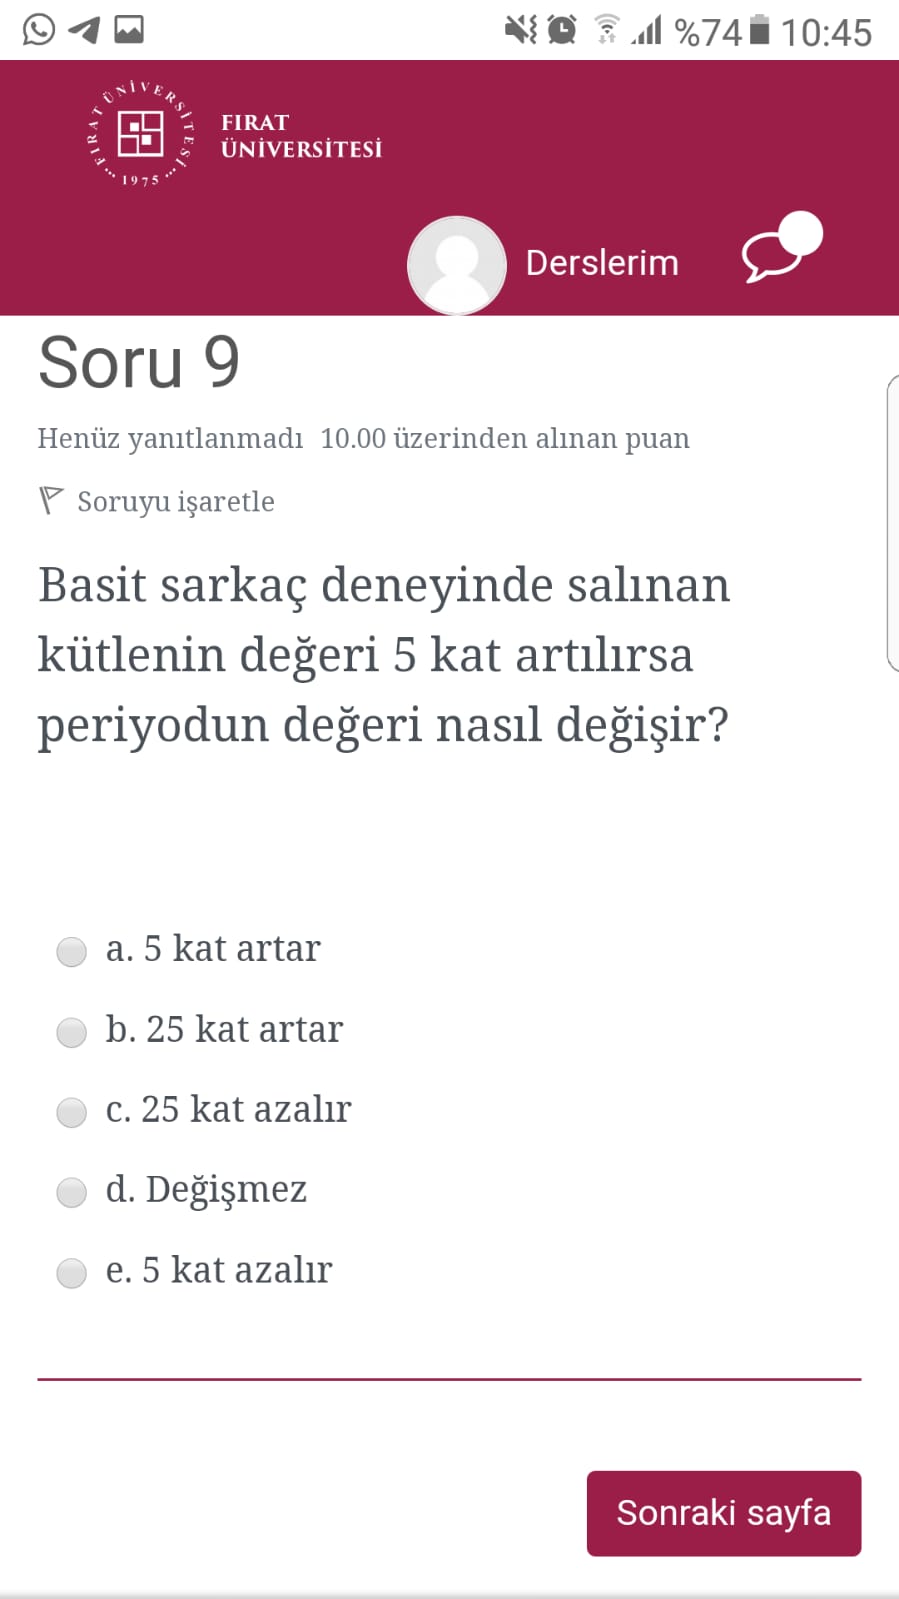 %74 10:45
FIRAT ÜNİVERSİTESİ
1975
FIRAT
ÜNİVERSİTESİ
Derslerim
Soru 9
Henüz yanıtlanmadı 10.00 üzerinden alınan puan
Soruyu işaretle
Basit sarkaç deneyinde salınan
kütlenin değeri 5 kat artılırsa
periyodun değeri nasıl değişir?
a. 5 kat artar
b. 25 kat artar
c. 25 kat azalır
d. Değişmez
e. 5 kat azalır
Sonraki sayfa